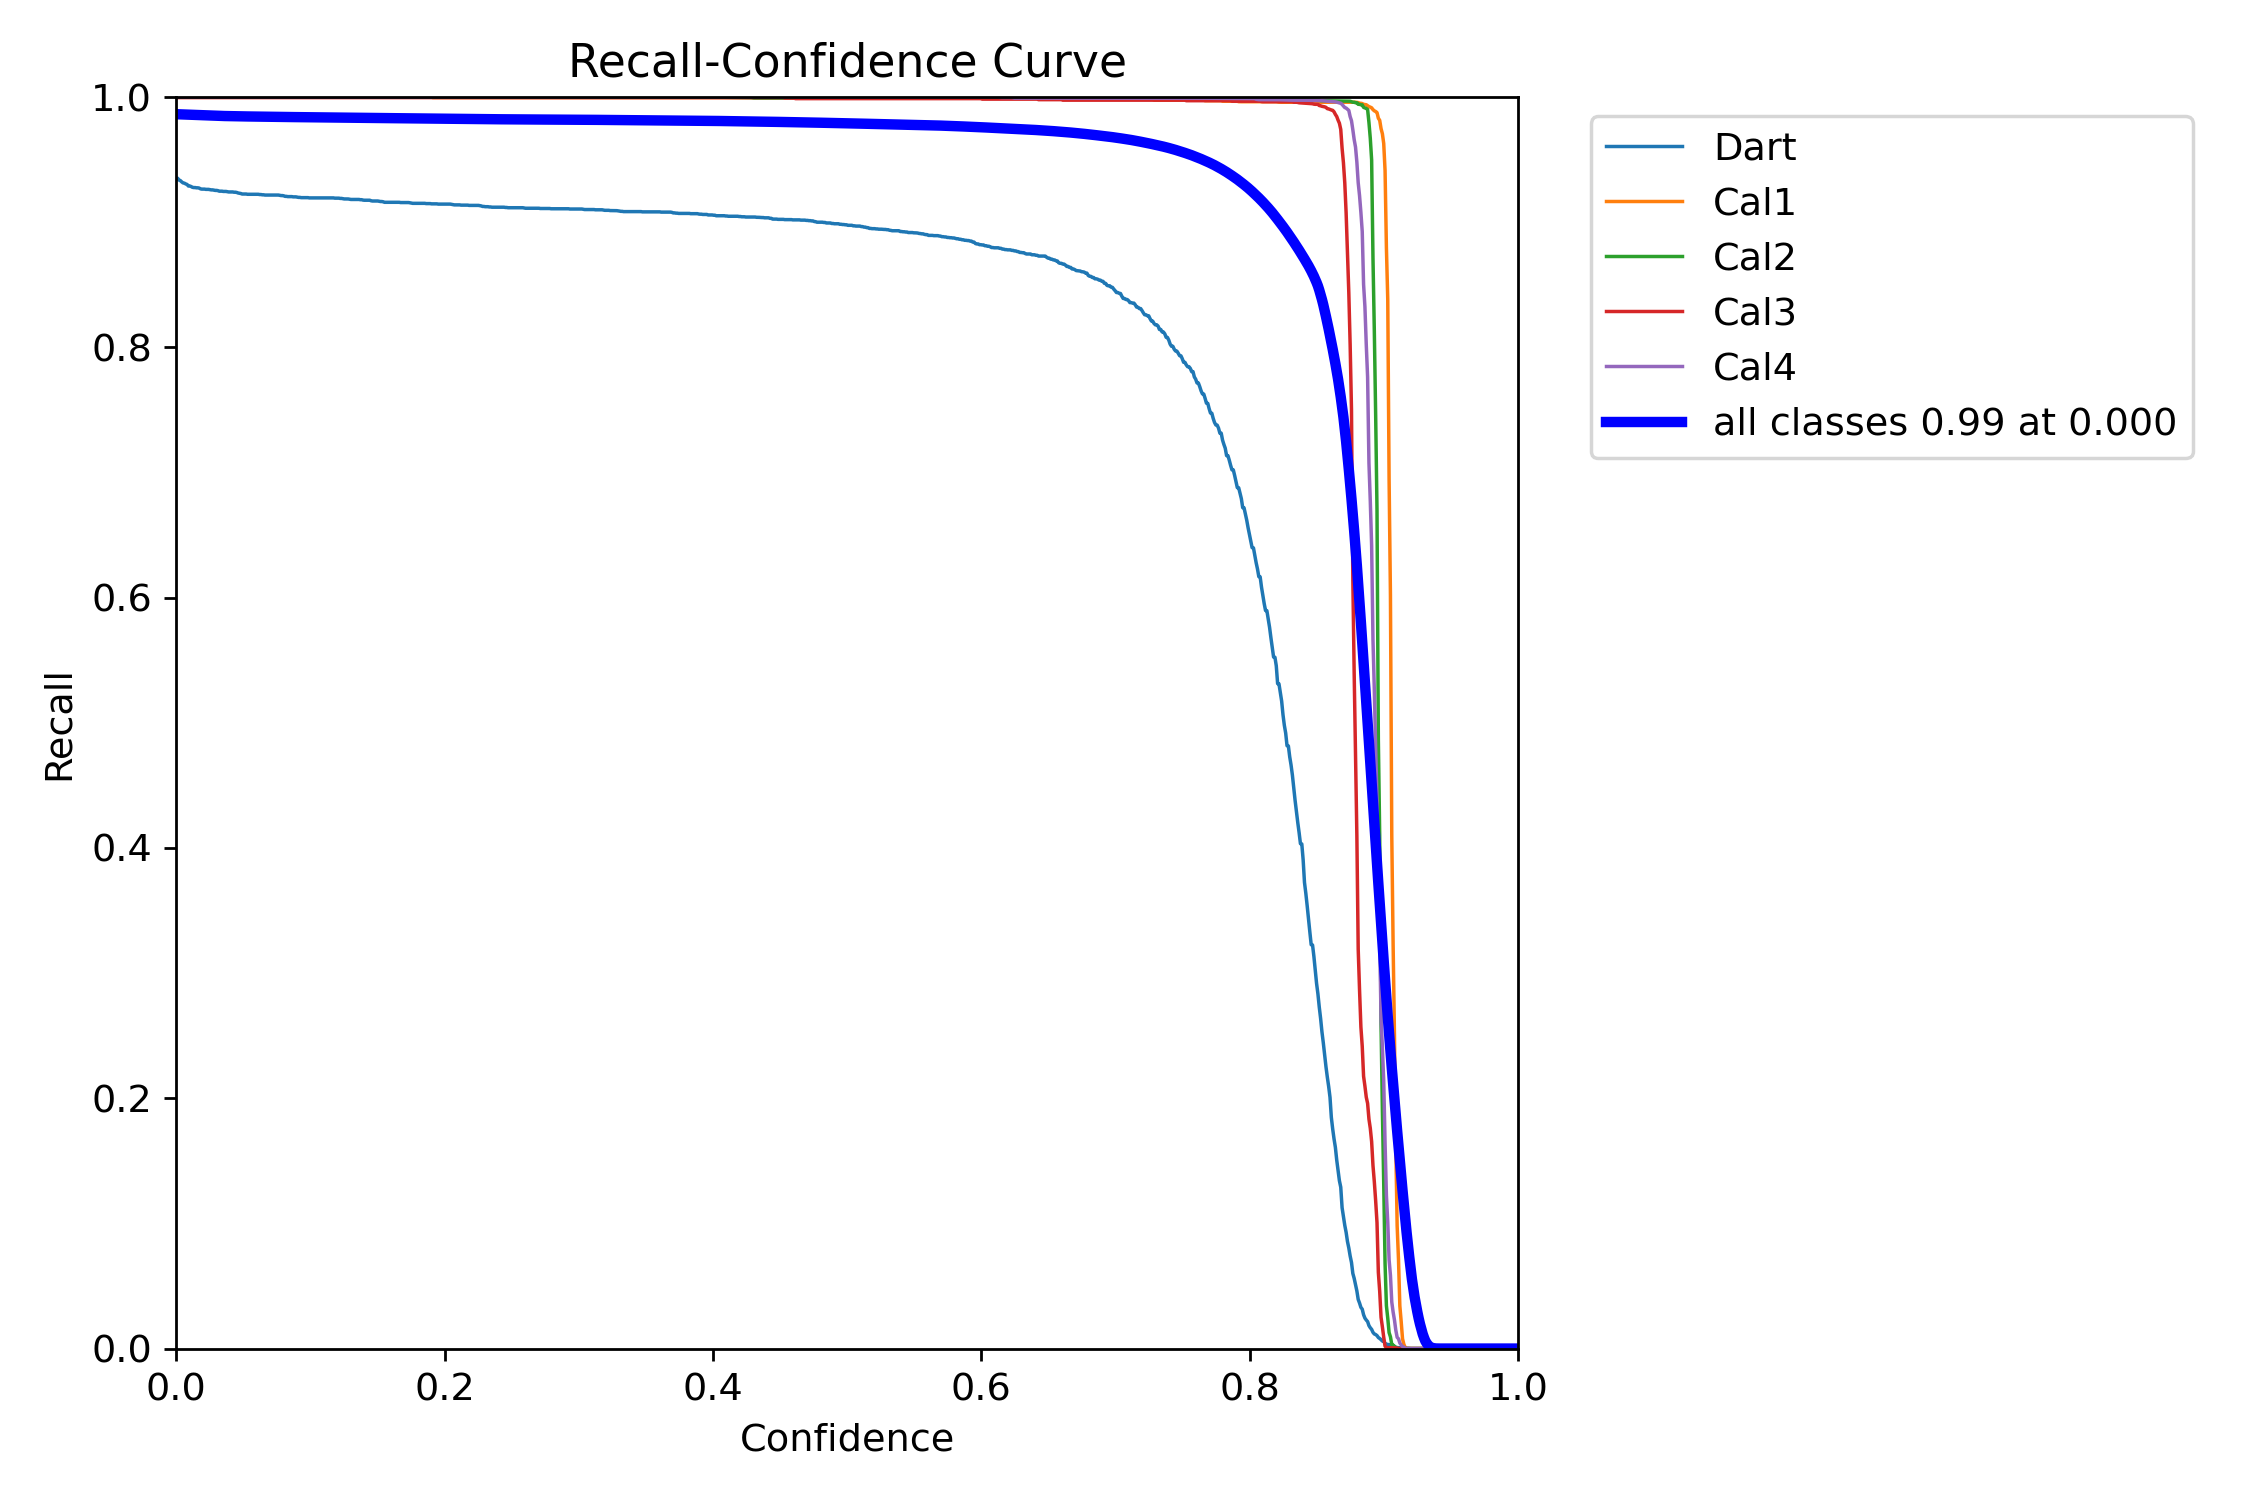 Recall-Confidence Curve
1.0
0.8
0.6
0.4
0.2
0.0
Recall
0.0 0.2 0.4 0.6 0.8 1.0
Confidence
Dart
Cal1
Cal2
Cal3
Cal4
all classes 0.99 at 0.000